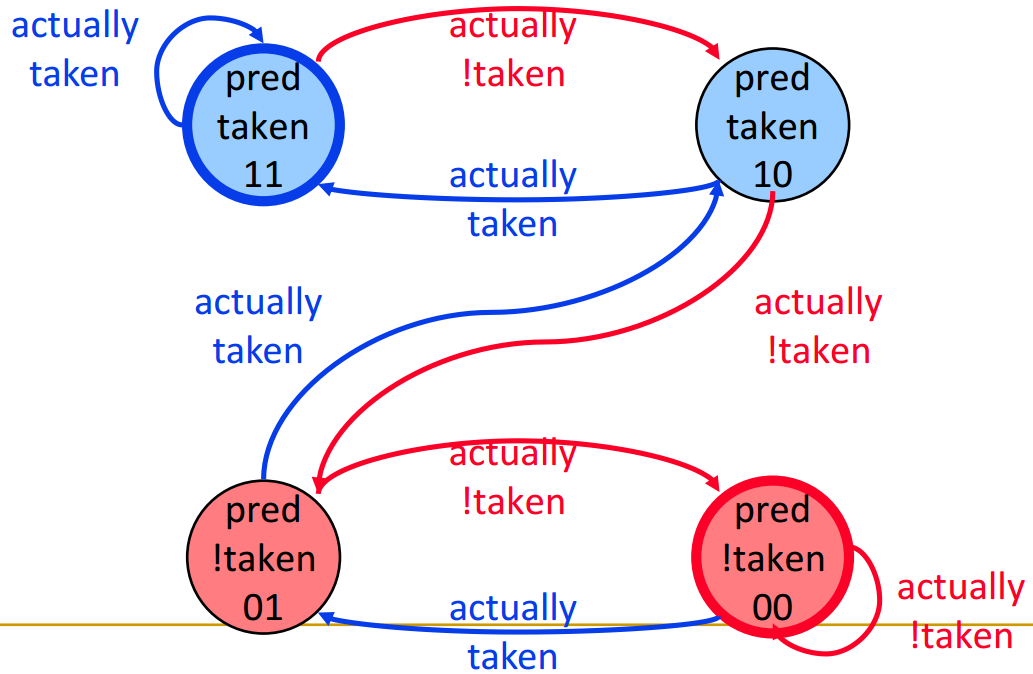 actually
taken
actually
!taken
pred
taken
11
pred
taken
10
actually
taken
actually
taken
actually
!taken
actually
!taken
pred
!taken
01
pred
!taken
00
actually
taken
actually
!taken